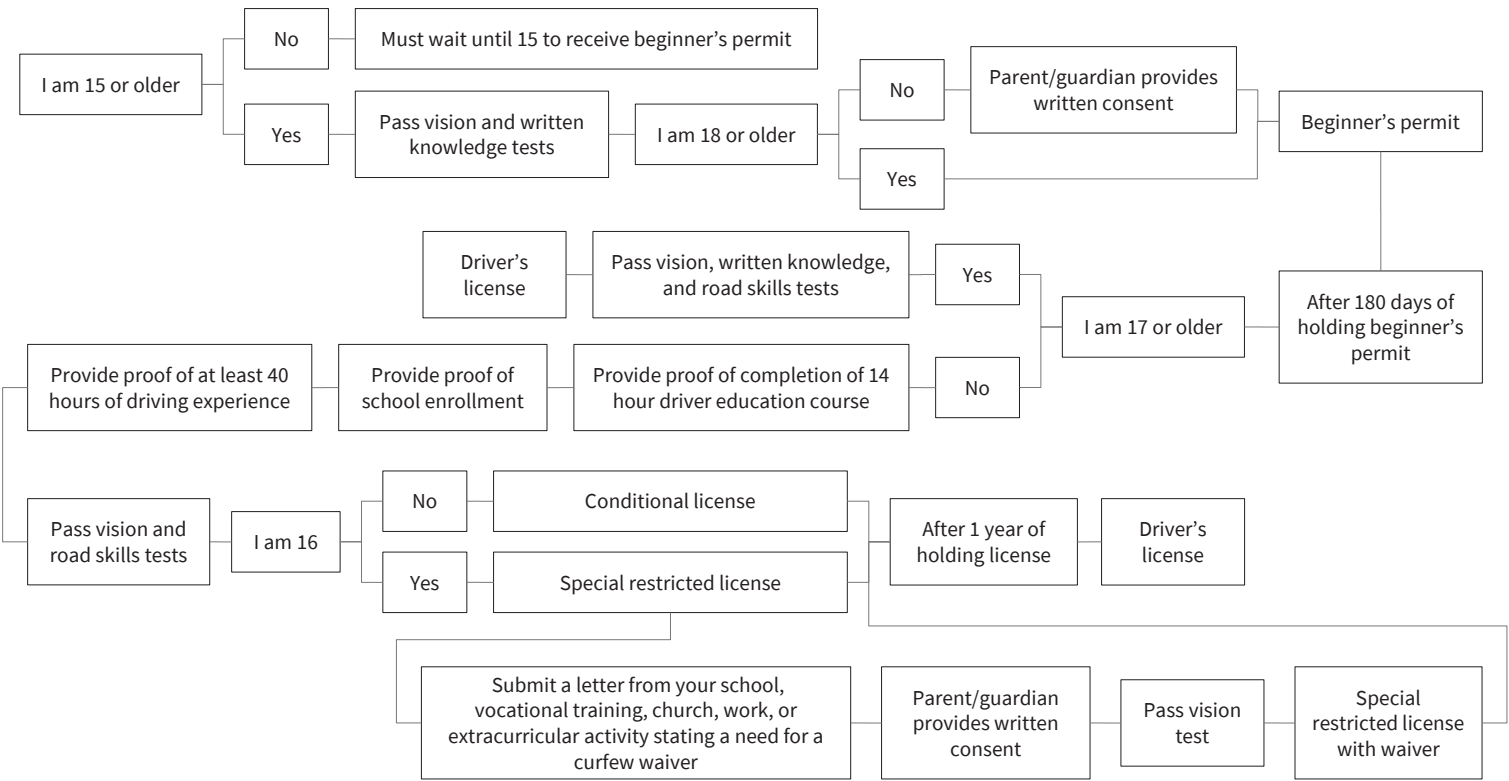 No
Must wait until 15 to receive beginner’s permit
I am 15 or older
Yes
Pass vision and written
knowledge tests
I am 18 or older
No
Parent/guardian provides
written consent
Yes
Beginner’s permit
After 180 days of
holding beginner’s
permit
I am 17 or older
Yes
Pass vision, written knowledge,
and road skills tests
Driver’s
license
No
Provide proof of completion of 14
hour driver education course
Provide proof of
school enrollment
Provide proof of at least 40
hours of driving experience
Pass vision and
road skills tests
I am 16
No
Conditional license
Yes
Special restricted license
After 1 year of
holding license
Driver’s
license
Submit a letter from your school,
vocational training, church, work, or
extracurricular activity stating a need for a
curfew waiver
Parent/guardian
provides written
consent
Pass vision
test
Special
restricted license
with waiver